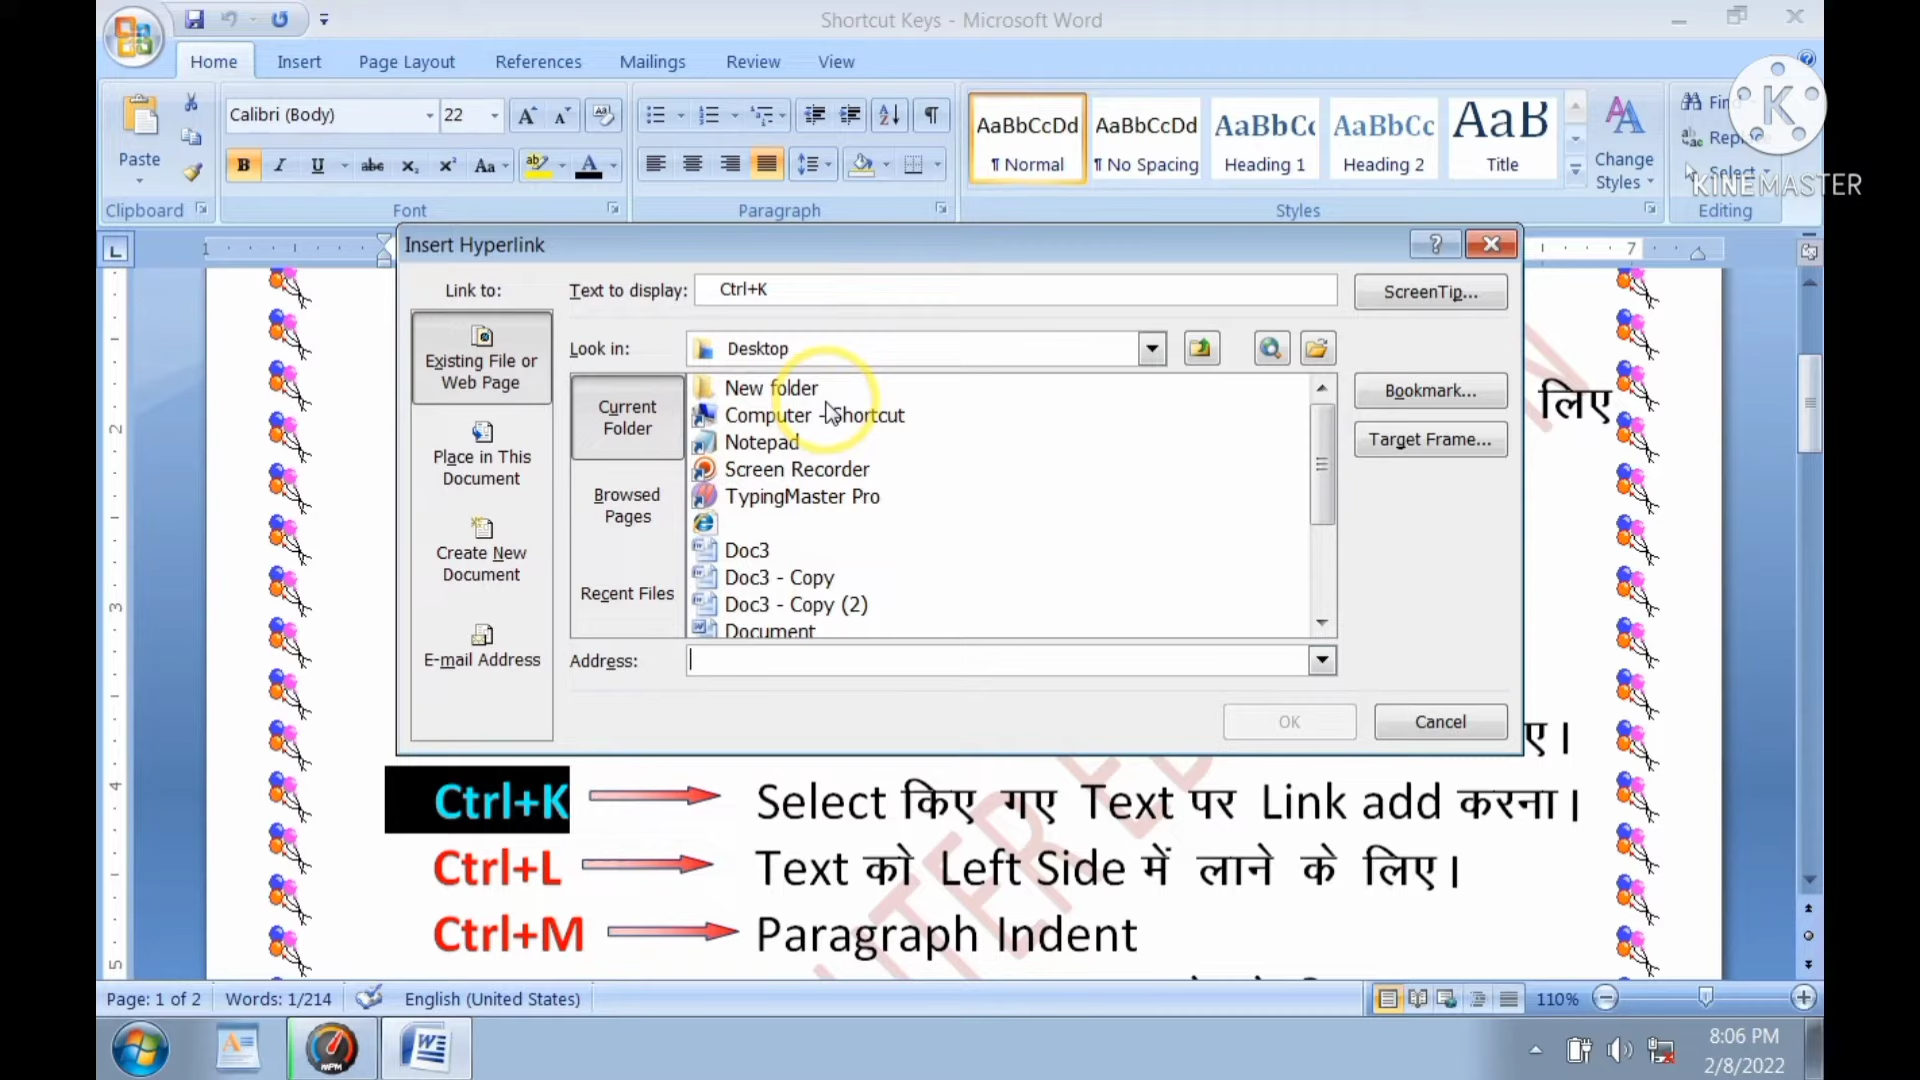 Shortcut Keys - Microsoft Word
Home Insert Page Layout References Mailings Review View
Calibri (Body) 22
AaBbCcDd AaBbCcDd AaBbCc AaBbCc AaB
Paste
¶ Normal ¶ No Spacing Heading 1 Heading 2 Title
Change Styles
Select
Clipboard Font Paragraph Styles Editing
K
KINEMASTER
Insert Hyperlink
Link to:
Text to display: Ctrl+K
ScreenTip...
Existing File or Web Page
Look in: Desktop
Current Folder
New folder
Computer - Shortcut
Notepad
Screen Recorder
TypingMaster Pro
Doc3
Doc3 - Copy
Doc3 - Copy (2)
Document
Bookmark...
Target Frame...
Place in This Document
Browsed Pages
Create New Document
Recent Files
E-mail Address
Address:
OK Cancel
लिए
Ctrl+K Select किए गए Text पर Link add करना।
Ctrl+L Text को Left Side में लाने के लिए।
Ctrl+M Paragraph Indent
Page: 1 of 2 Words: 1/214 English (United States) 110%
8:06 PM
2/8/2022